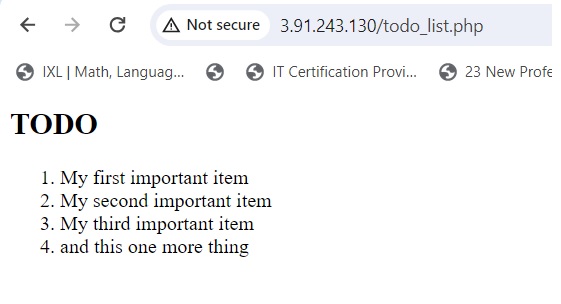 Not secure 3.91.243.130/todo_list.php
IXL | Math, Languag... IT Certification Provi... 23 New Profe
TODO
1. My first important item
2. My second important item
3. My third important item
4. and this one more thing